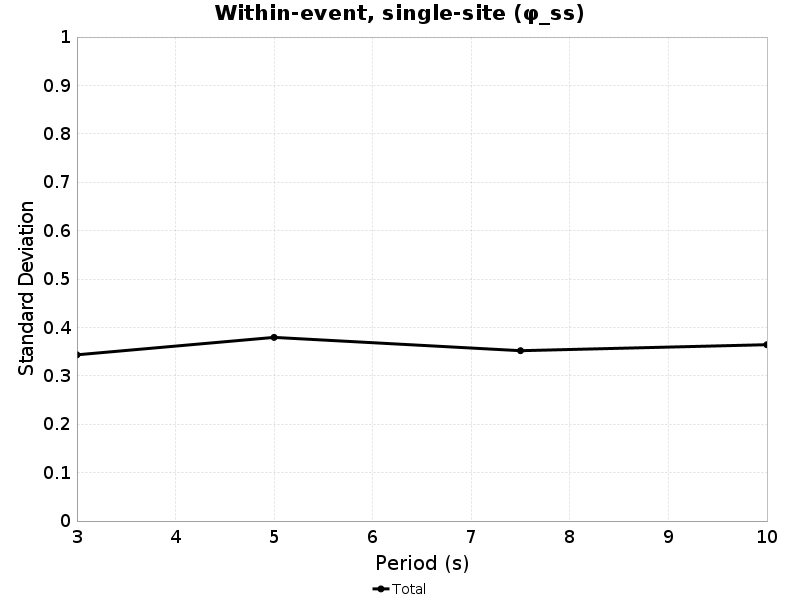 Within-event, single-site (φ_ss)
1
0.9
0.8
0.7
0.6
0.5
0.4
0.3
0.2
0.1
0
Standard Deviation
3 4 5 6 7 8 9 10
Period (s)
Total